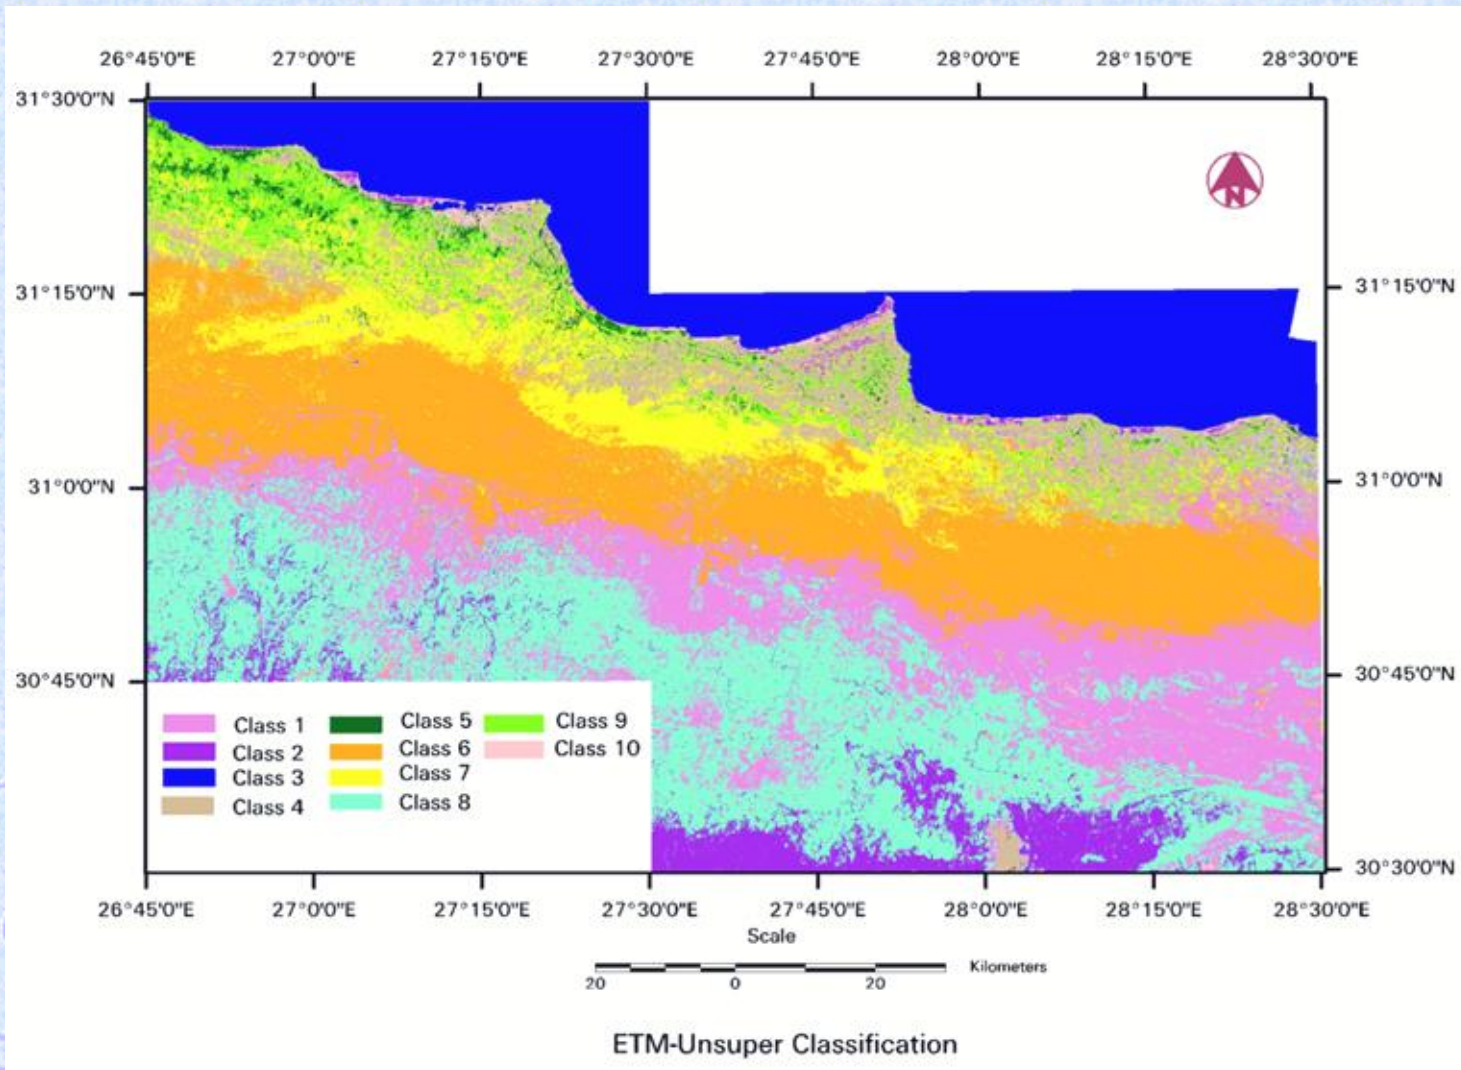 26°45'0"E 27°0'0"E 27°15'0"E 27°30'0"E 27°45'0"E 28°0'0"E 28°15'0"E 28°30'0"E
31°30'0"N
N
31°15'0"N 31°15'0"N
31°0'0"N 31°0'0"N
30°45'0"N 30°45'0"N
Class 1 Class 5 Class 9
Class 2 Class 6 Class 10
Class 3 Class 7
Class 4 Class 8
30°30'0"N
26°45'0"E 27°0'0"E 27°15'0"E 27°30'0"E 27°45'0"E 28°0'0"E 28°15'0"E 28°30'0"E
Scale
Kilometers
20 0 20
ETM-Unsuper Classification